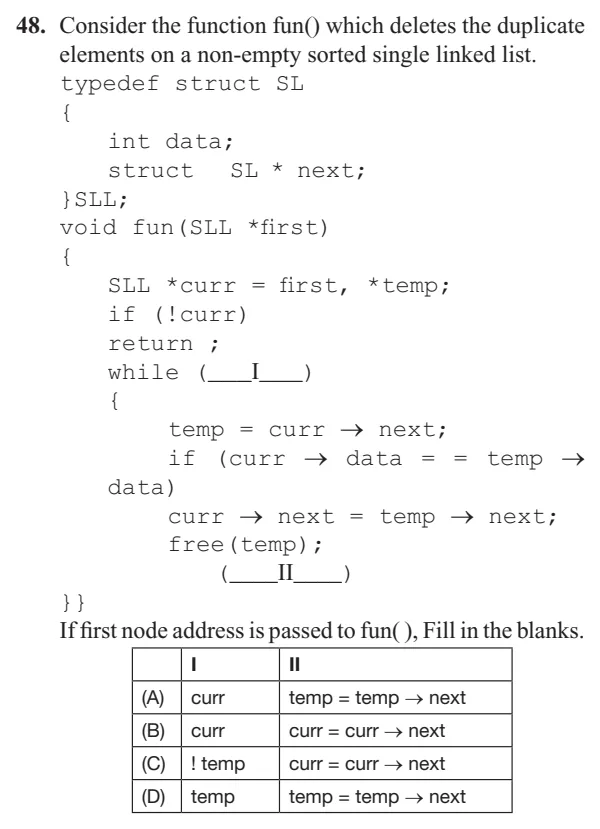 48. Consider the function fun() which deletes the duplicate
elements on a non-empty sorted single linked list.
typedef struct SL
{
int data;
struct SL * next;
}SLL;
void fun(SLL *first)
{
SLL *curr = first, *temp;
if (!curr)
return ;
while (___I___)
{
temp = curr → next;
if (curr → data = = temp →
data)
curr → next = temp → next;
free(temp);
(___II____)
}}
If first node address is passed to fun( ), Fill in the blanks.
I II
(A) curr temp = temp → next
(B) curr curr = curr → next
(C) ! temp curr = curr → next
(D) temp temp = temp → next